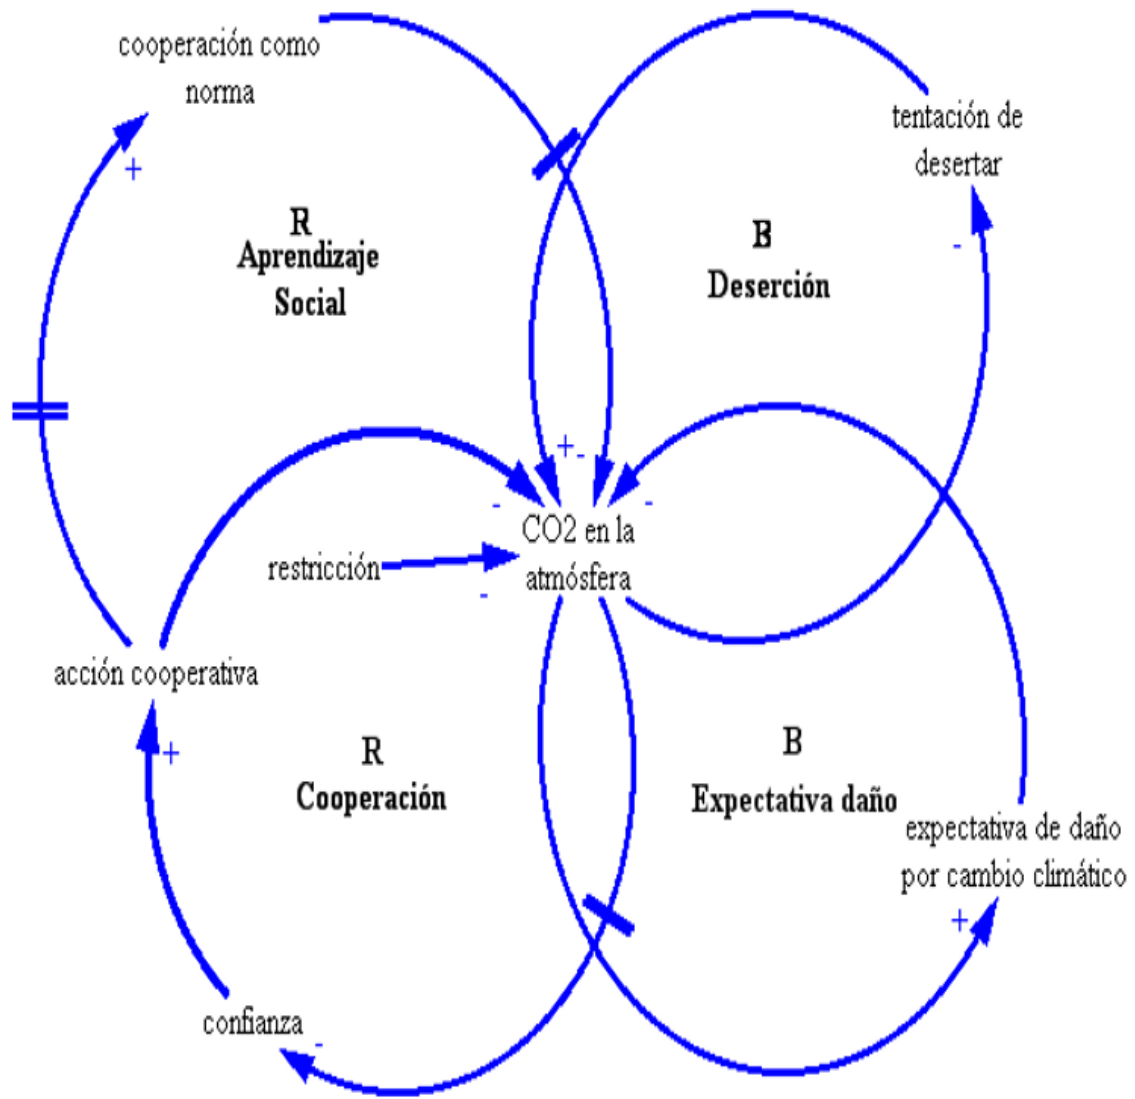 cooperación como
norma
tentación de
desertar
+
R
Aprendizaje
Social
B
Deserción
-
+
-
-
-
CO2 en la
atmósfera
restricción
-
acción cooperativa
+
R
Cooperación
B
Expectativa daño
expectativa de daño
por cambio climático
+
confianza
-